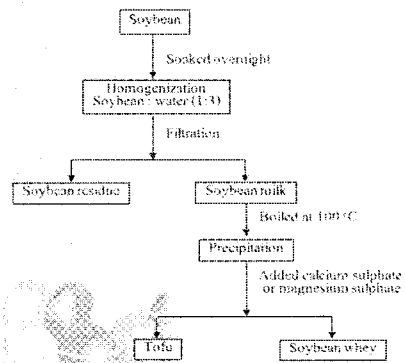 Soybean
Soaked overnight
Homogenization
Soybean : water (1:3)
Filtration
Soybean residue
Soybean milk
Boiled at 100 °C
Precipitation
Added calcium sulphate
or magnesium sulphate
Tofu
Soybean whey